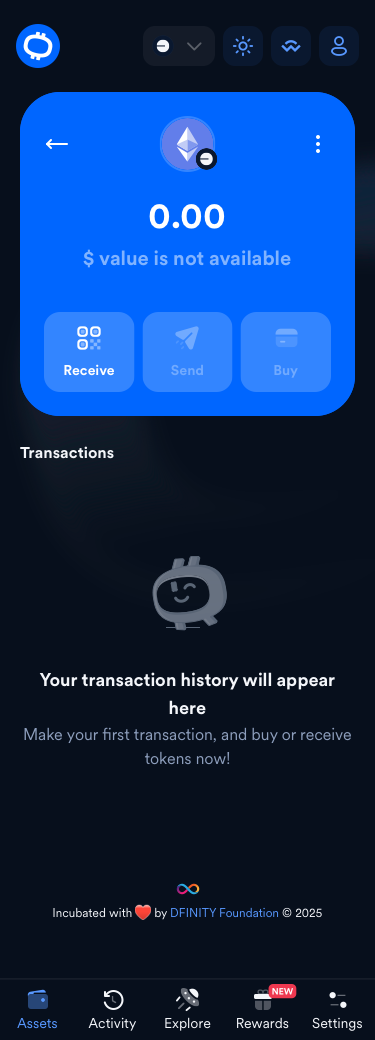 0.00
$ value is not available
Receive
Send
Buy
Transactions
Your transaction history will appear
here
Make your first transaction, and buy or receive
tokens now!
Incubated with ❤️ by DFINITY Foundation © 2025
NEW
Assets
Activity
Explore
Rewards
Settings